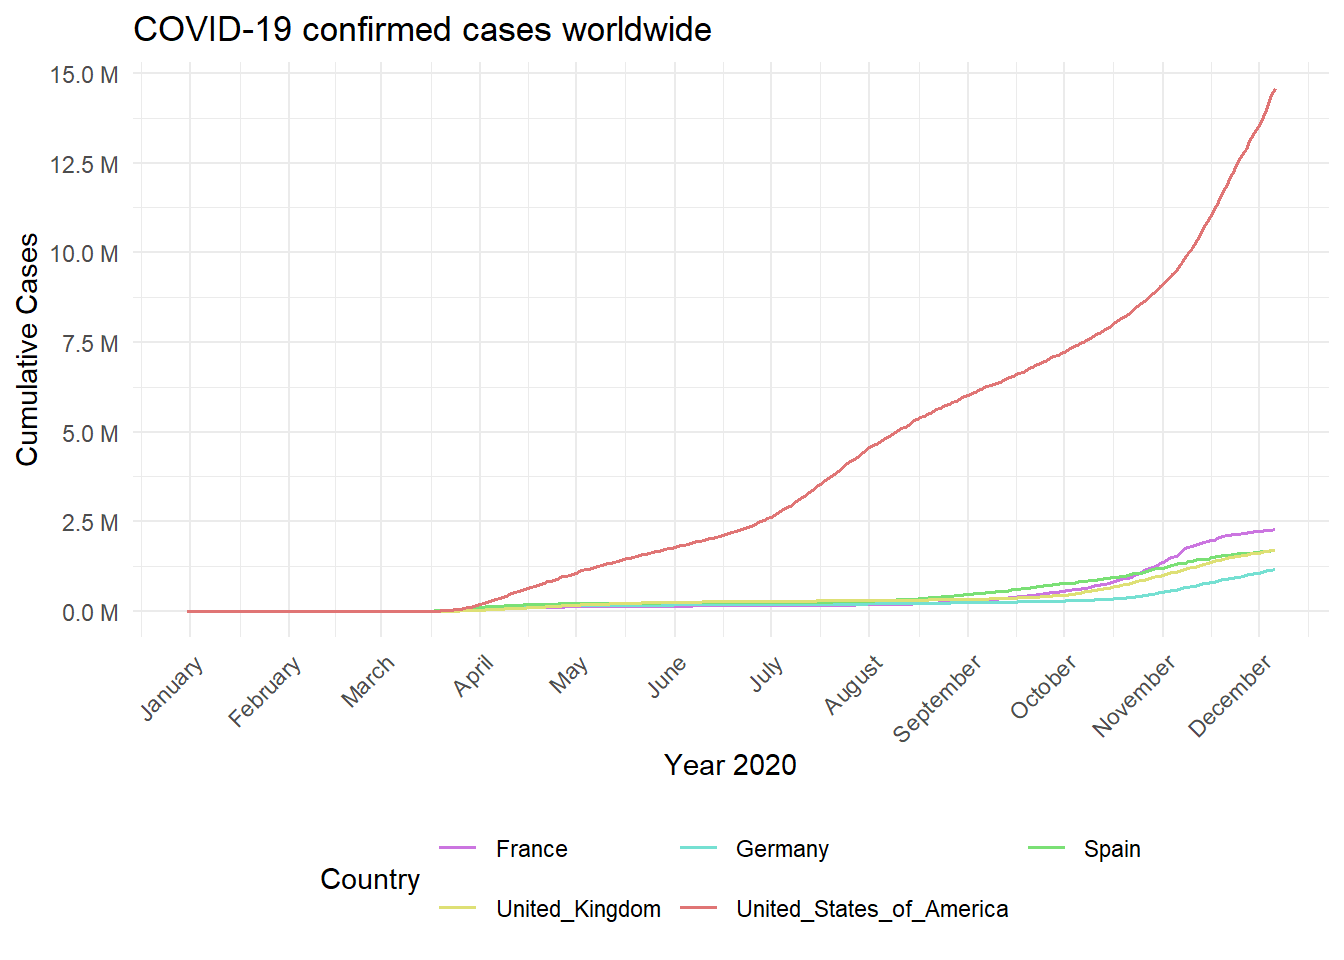 COVID-19 confirmed cases worldwide
15.0 M
12.5 M
10.0 M
7.5 M
5.0 M
2.5 M
0.0 M
Cumulative Cases
January
February
March
April
May
June
July
August
September
October
November
December
Year 2020
Country
France
Germany
Spain
United_Kingdom
United_States_of_America